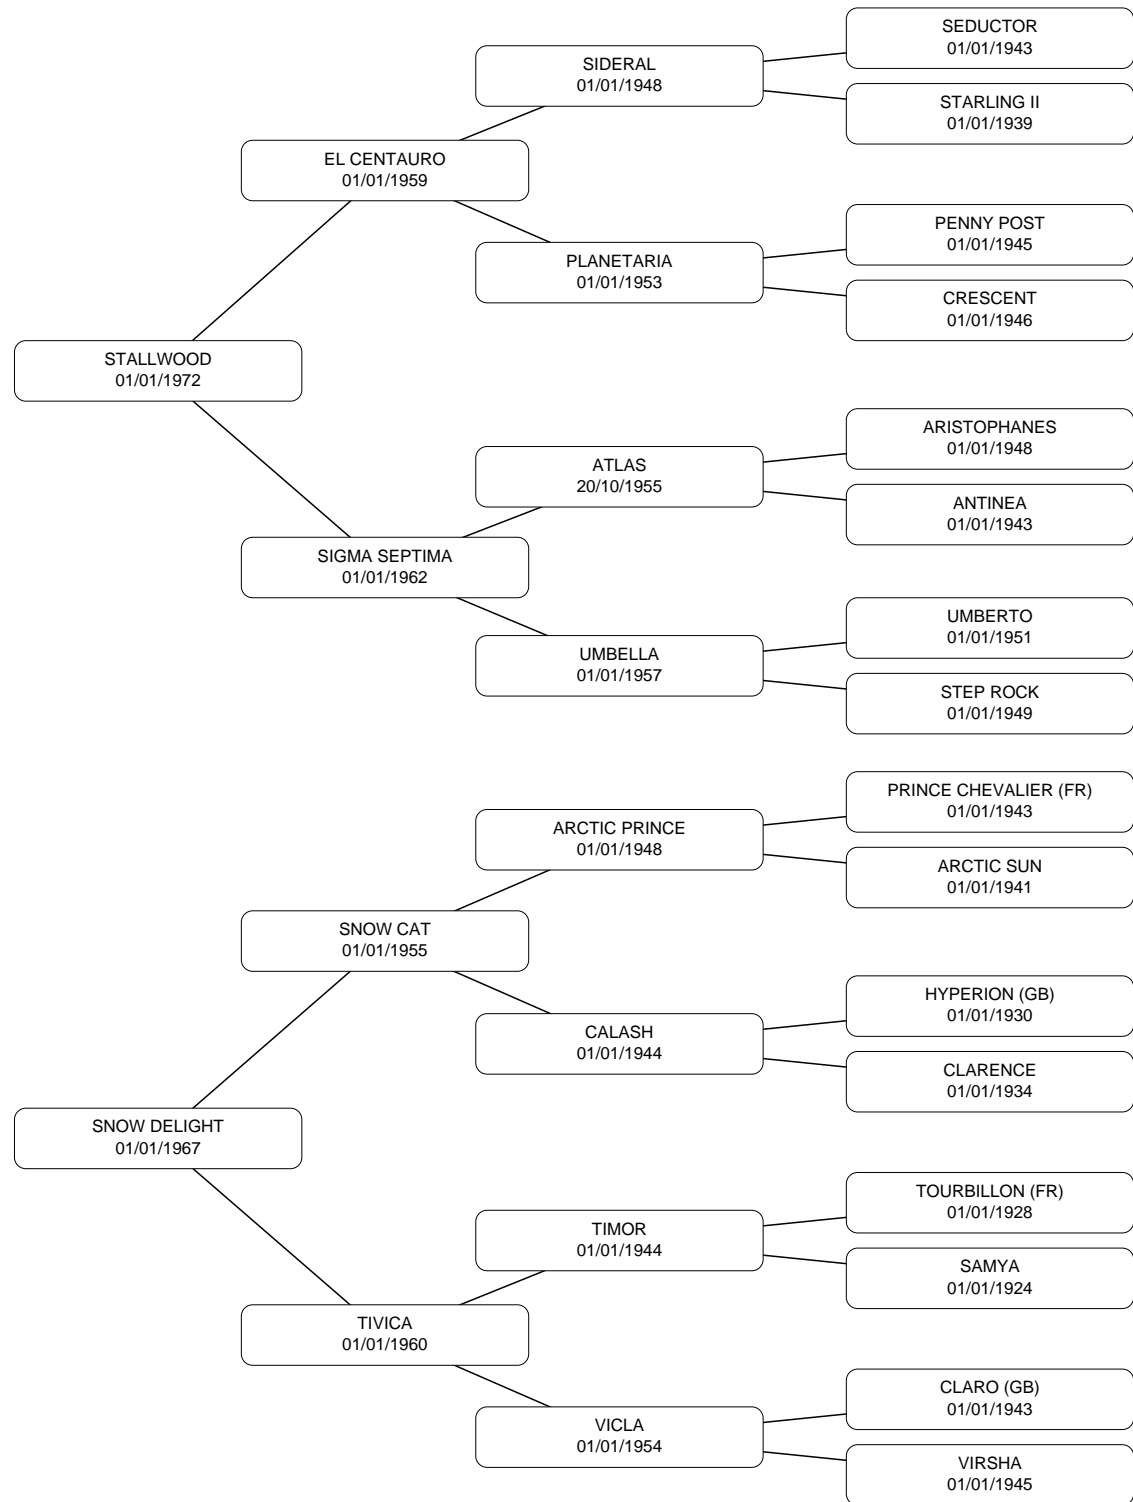 SEDUCTOR
01/01/1943
SIDERAL
01/01/1948
STARLING II
01/01/1939
EL CENTAURO
01/01/1959
PENNY POST
01/01/1945
PLANETARIA
01/01/1953
CRESCENT
01/01/1946
STALLWOOD
01/01/1972
ARISTOPHANES
01/01/1948
ATLAS
20/10/1955
ANTINEA
01/01/1943
SIGMA SEPTIMA
01/01/1962
UMBERTO
01/01/1951
UMBELLA
01/01/1957
STEP ROCK
01/01/1949
PRINCE CHEVALIER (FR)
01/01/1943
ARCTIC PRINCE
01/01/1948
ARCTIC SUN
01/01/1941
SNOW CAT
01/01/1955
HYPERION (GB)
01/01/1930
CALASH
01/01/1944
CLARENCE
01/01/1934
SNOW DELIGHT
01/01/1967
TOURBILLON (FR)
01/01/1928
TIMOR
01/01/1944
SAMYA
01/01/1924
TIVICA
01/01/1960
CLARO (GB)
01/01/1943
VICLA
01/01/1954
VIRSHA
01/01/1945